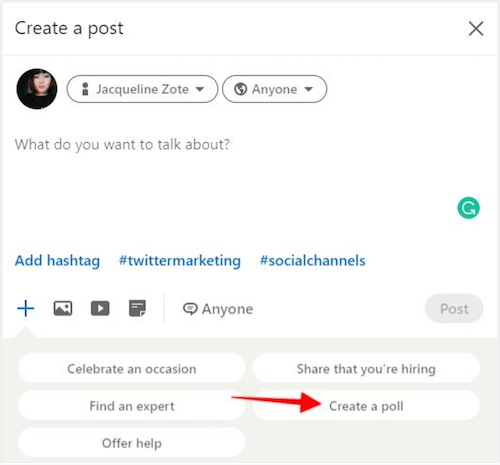 Create a post
Jacqueline Zote
Anyone
What do you want to talk about?
Add hashtag #twittermarketing #socialchannels
Anyone Post
Celebrate an occasion Share that you're hiring
Find an expert Create a poll
Offer help